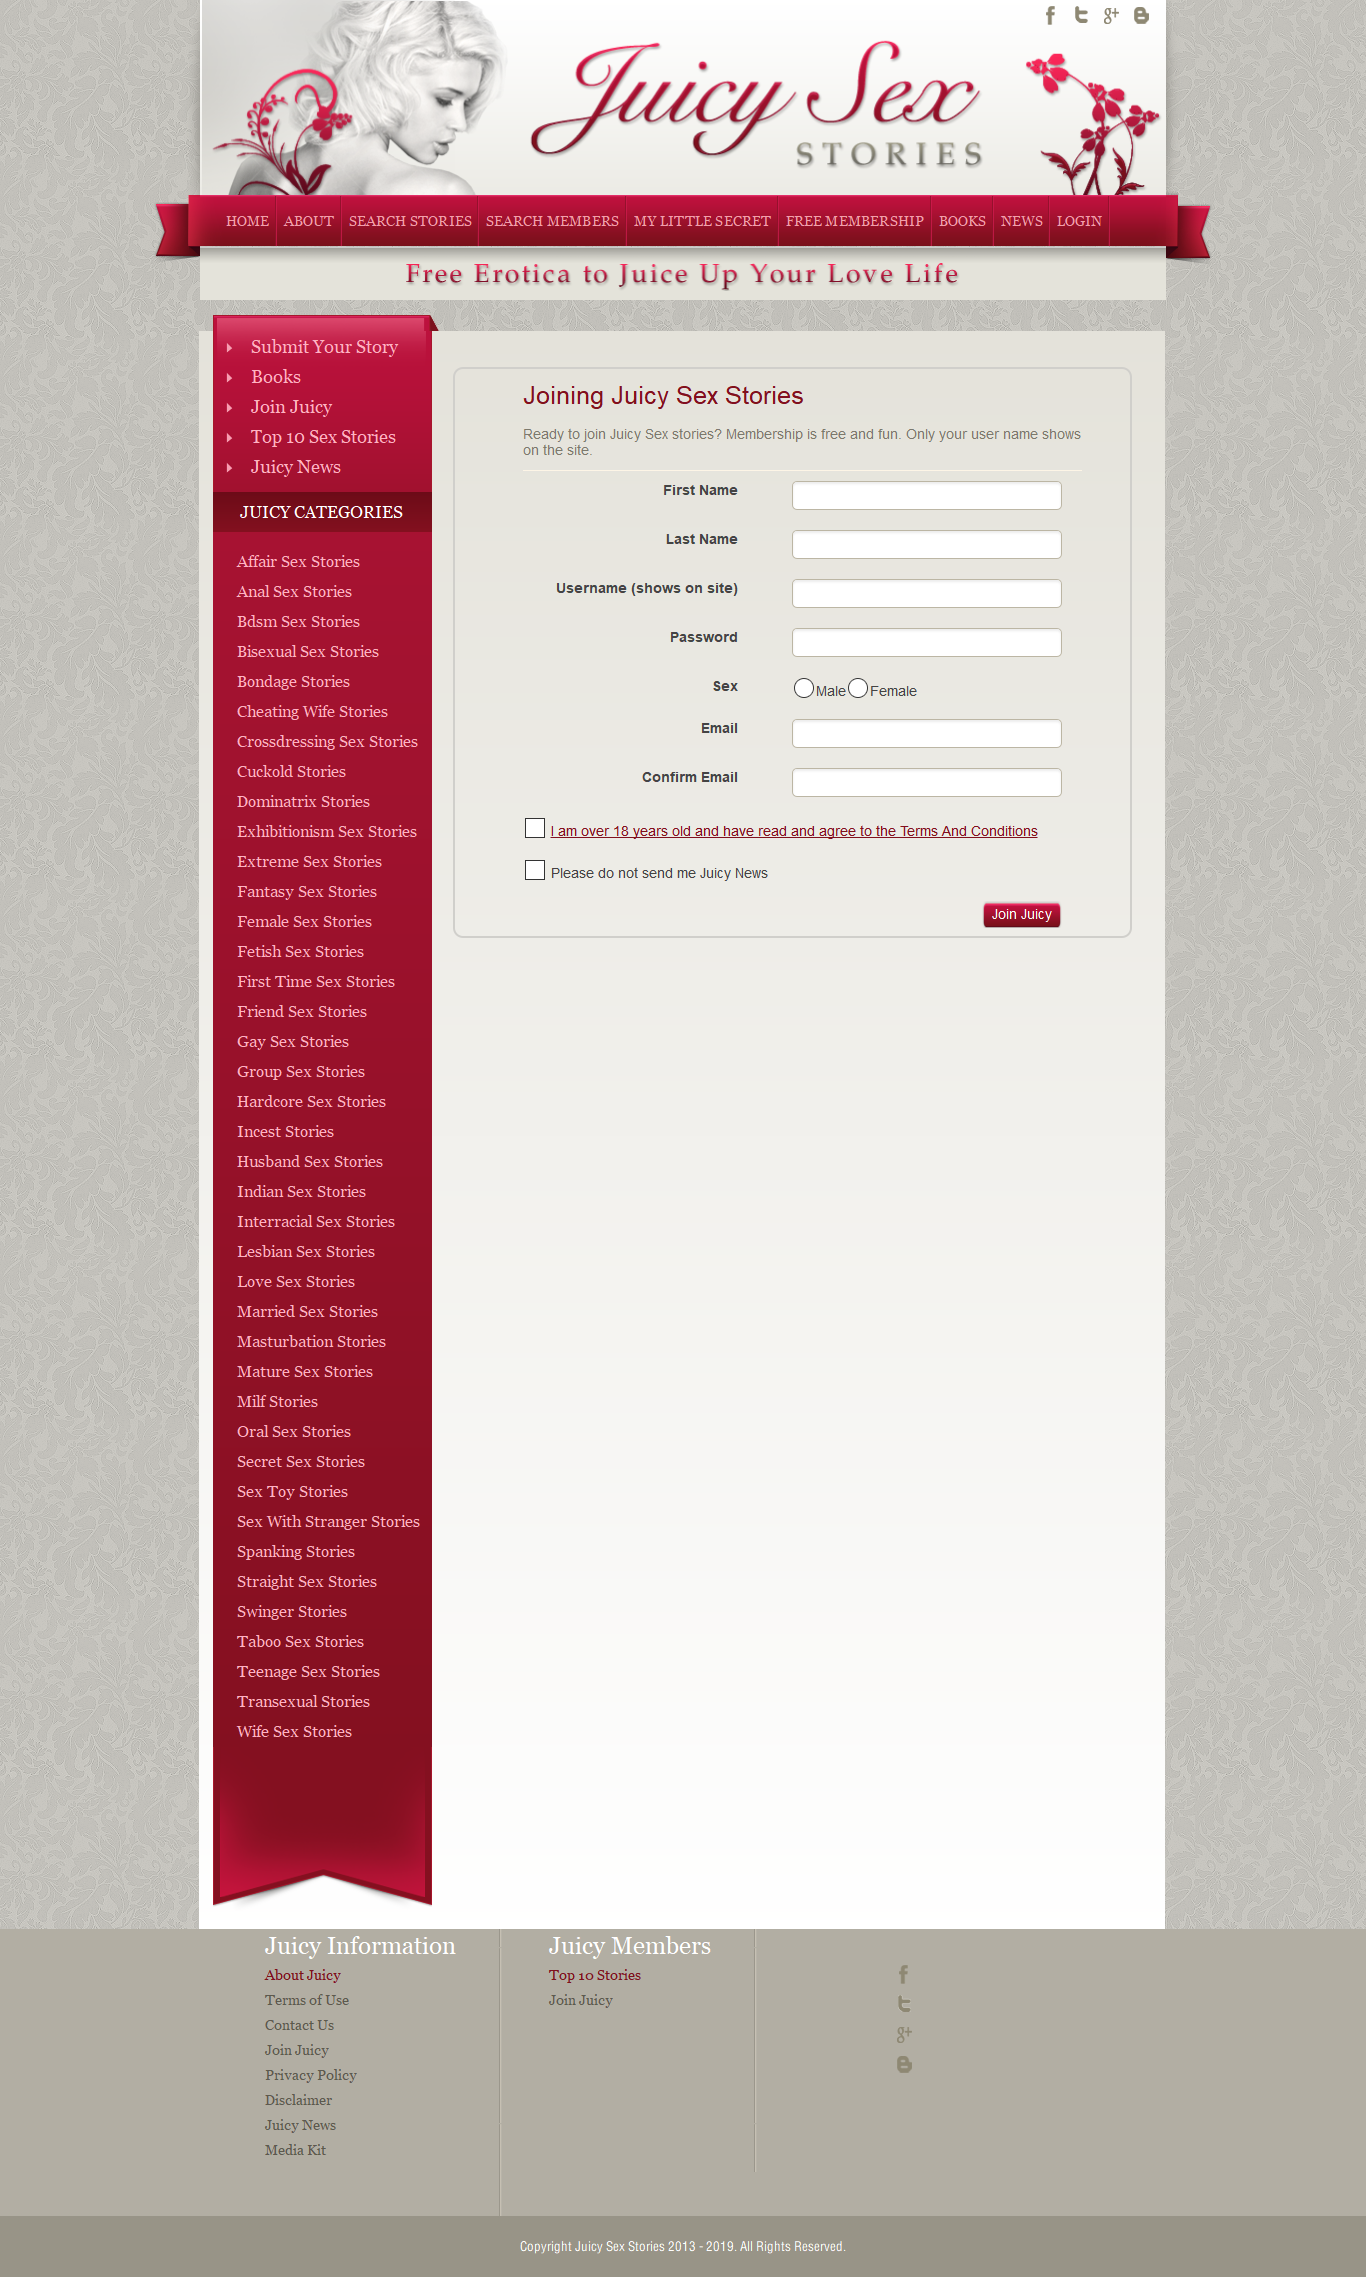 Juicy Sex
STORIES
HOME ABOUT SEARCH STORIES SEARCH MEMBERS MY LITTLE SECRET FREE MEMBERSHIP BOOKS NEWS LOGIN
Free Erotica to Juice Up Your Love Life
Submit Your Story
Books
Join Juicy
Top 10 Sex Stories
Juicy News
JUICY CATEGORIES
Affair Sex Stories
Anal Sex Stories
Bdsm Sex Stories
Bisexual Sex Stories
Bondage Stories
Cheating Wife Stories
Crossdressing Sex Stories
Cuckold Stories
Dominatrix Stories
Exhibitionism Sex Stories
Extreme Sex Stories
Fantasy Sex Stories
Female Sex Stories
Fetish Sex Stories
First Time Sex Stories
Friend Sex Stories
Gay Sex Stories
Group Sex Stories
Hardcore Sex Stories
Incest Stories
Husband Sex Stories
Indian Sex Stories
Interracial Sex Stories
Lesbian Sex Stories
Love Sex Stories
Married Sex Stories
Masturbation Stories
Mature Sex Stories
Milf Stories
Oral Sex Stories
Secret Sex Stories
Sex Toy Stories
Sex With Stranger Stories
Spanking Stories
Straight Sex Stories
Swinger Stories
Taboo Sex Stories
Teenage Sex Stories
Transexual Stories
Wife Sex Stories
Joining Juicy Sex Stories
Ready to join Juicy Sex stories? Membership is free and fun. Only your user name shows
on the site.
First Name
Last Name
Username (shows on site)
Password
Sex Male Female
Email
Confirm Email
I am over 18 years old and have read and agree to the Terms And Conditions
Please do not send me Juicy News
Join Juicy
Juicy Information
About Juicy
Terms of Use
Contact Us
Join Juicy
Privacy Policy
Disclaimer
Juicy News
Media Kit
Juicy Members
Top 10 Stories
Join Juicy
Copyright Juicy Sex Stories 2013 - 2019. All Rights Reserved.